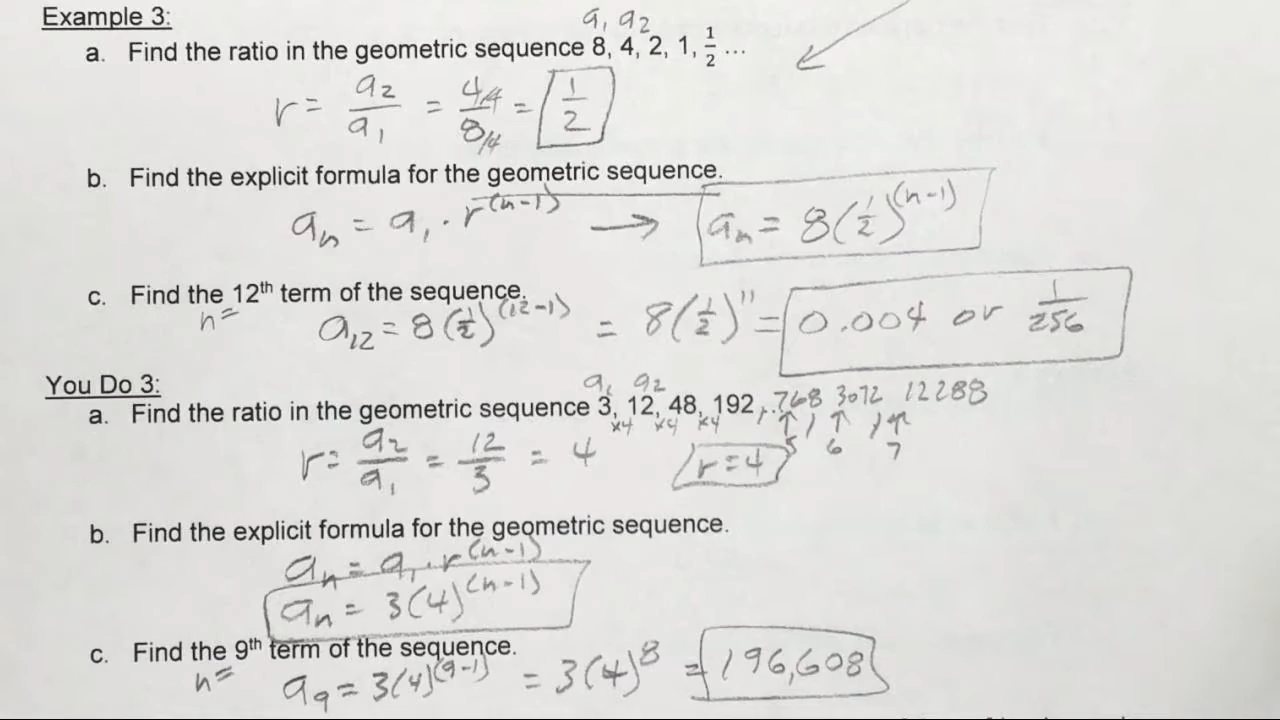 Example 3:
a₁ a₂
a. Find the ratio in the geometric sequence 8, 4, 2, 1, 1/2 ...
r = a₂/a₁ = 4/4 / 8/4 = 1/2
b. Find the explicit formula for the geometric sequence.
aₙ = a₁ · r^(n-1) → aₙ = 8(1/2)^(n-1)
c. Find the 12th term of the sequence.
n= a₁₂ = 8(1/2)^(12-1) = 8(1/2)^11 = 0.004 or 1/256
You Do 3:
a₁ a₂
a. Find the ratio in the geometric sequence 3, 12, 48, 192, ... 768 3072 12288
x4 x4 x4 ↑ ↑ ↑
5 6 7
r = a₂/a₁ = 12/3 = 4 r = 4
b. Find the explicit formula for the geometric sequence.
aₙ = a₁ · r^(n-1)
aₙ = 3(4)^(n-1)
c. Find the 9th term of the sequence.
n= a₉ = 3(4)^(9-1) = 3(4)^8 = 196,608